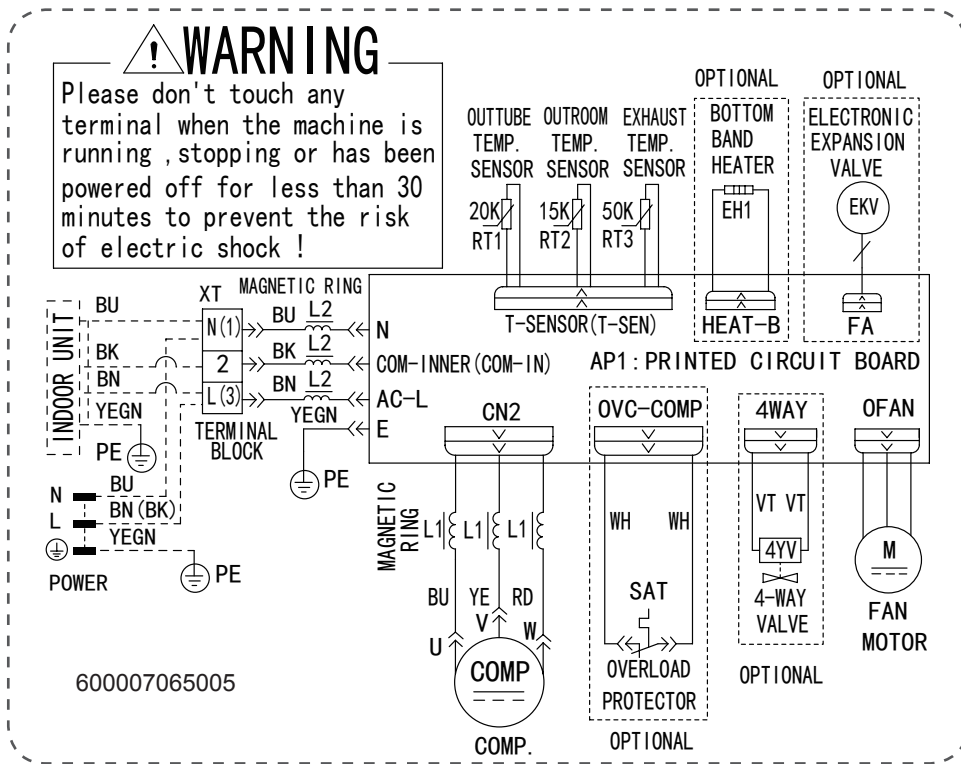 WARNING
Please don't touch any
terminal when the machine is
running ,stopping or has been
powered off for less than 30
minutes to prevent the risk
of electric shock !
OPTIONAL
OPTIONAL
OUTTUBE TEMP. SENSOR
OUTROOM TEMP. SENSOR
EXHAUST TEMP. SENSOR
BOTTOM BAND HEATER
ELECTRONIC EXPANSION VALVE
20K
RT1
15K
RT2
50K
RT3
EH1
EKV
T-SENSOR(T-SEN)
HEAT-B
FA
AP1:PRINTED CIRCUIT BOARD
INDOOR UNIT
BU
BK
BN
YEGN
PE
XT
N(1)
2
L(3)
TERMINAL
BLOCK
MAGNETIC RING
BU
L2
N
BK
L2
COM-INNER(COM-IN)
BN
L2
AC-L
YEGN
E
PE
N
BU
L
BN(BK)
YEGN
PE
POWER
CN2
OVC-COMP
4WAY
OFAN
MAGNETIC
RING
L1
L1
L1
BU
YE
RD
U
V
W
COMP
COMP.
WH
WH
SAT
OVERLOAD
PROTECTOR
OPTIONAL
VT
VT
4YV
4-WAY
VALVE
OPTIONAL
M
FAN
MOTOR
600007065005